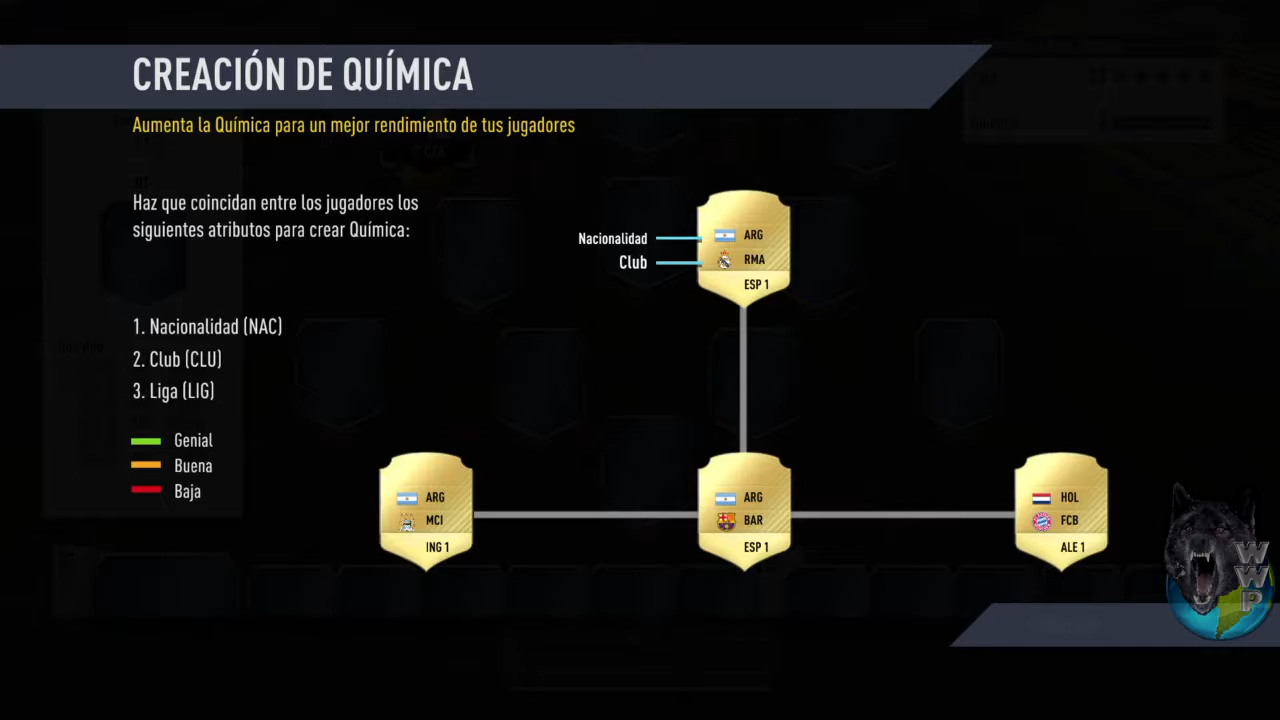 CREACIÓN DE QUÍMICA
Aumenta la Química para un mejor rendimiento de tus jugadores
Haz que coincidan entre los jugadores los
siguientes atributos para crear Química:
1. Nacionalidad (NAC)
2. Club (CLU)
3. Liga (LIG)
Genial
Buena
Baja
Nacionalidad
Club
ARG
RMA
ESP 1
ARG
MCI
ING 1
ARG
BAR
ESP 1
HOL
FCB
ALE 1
WWP